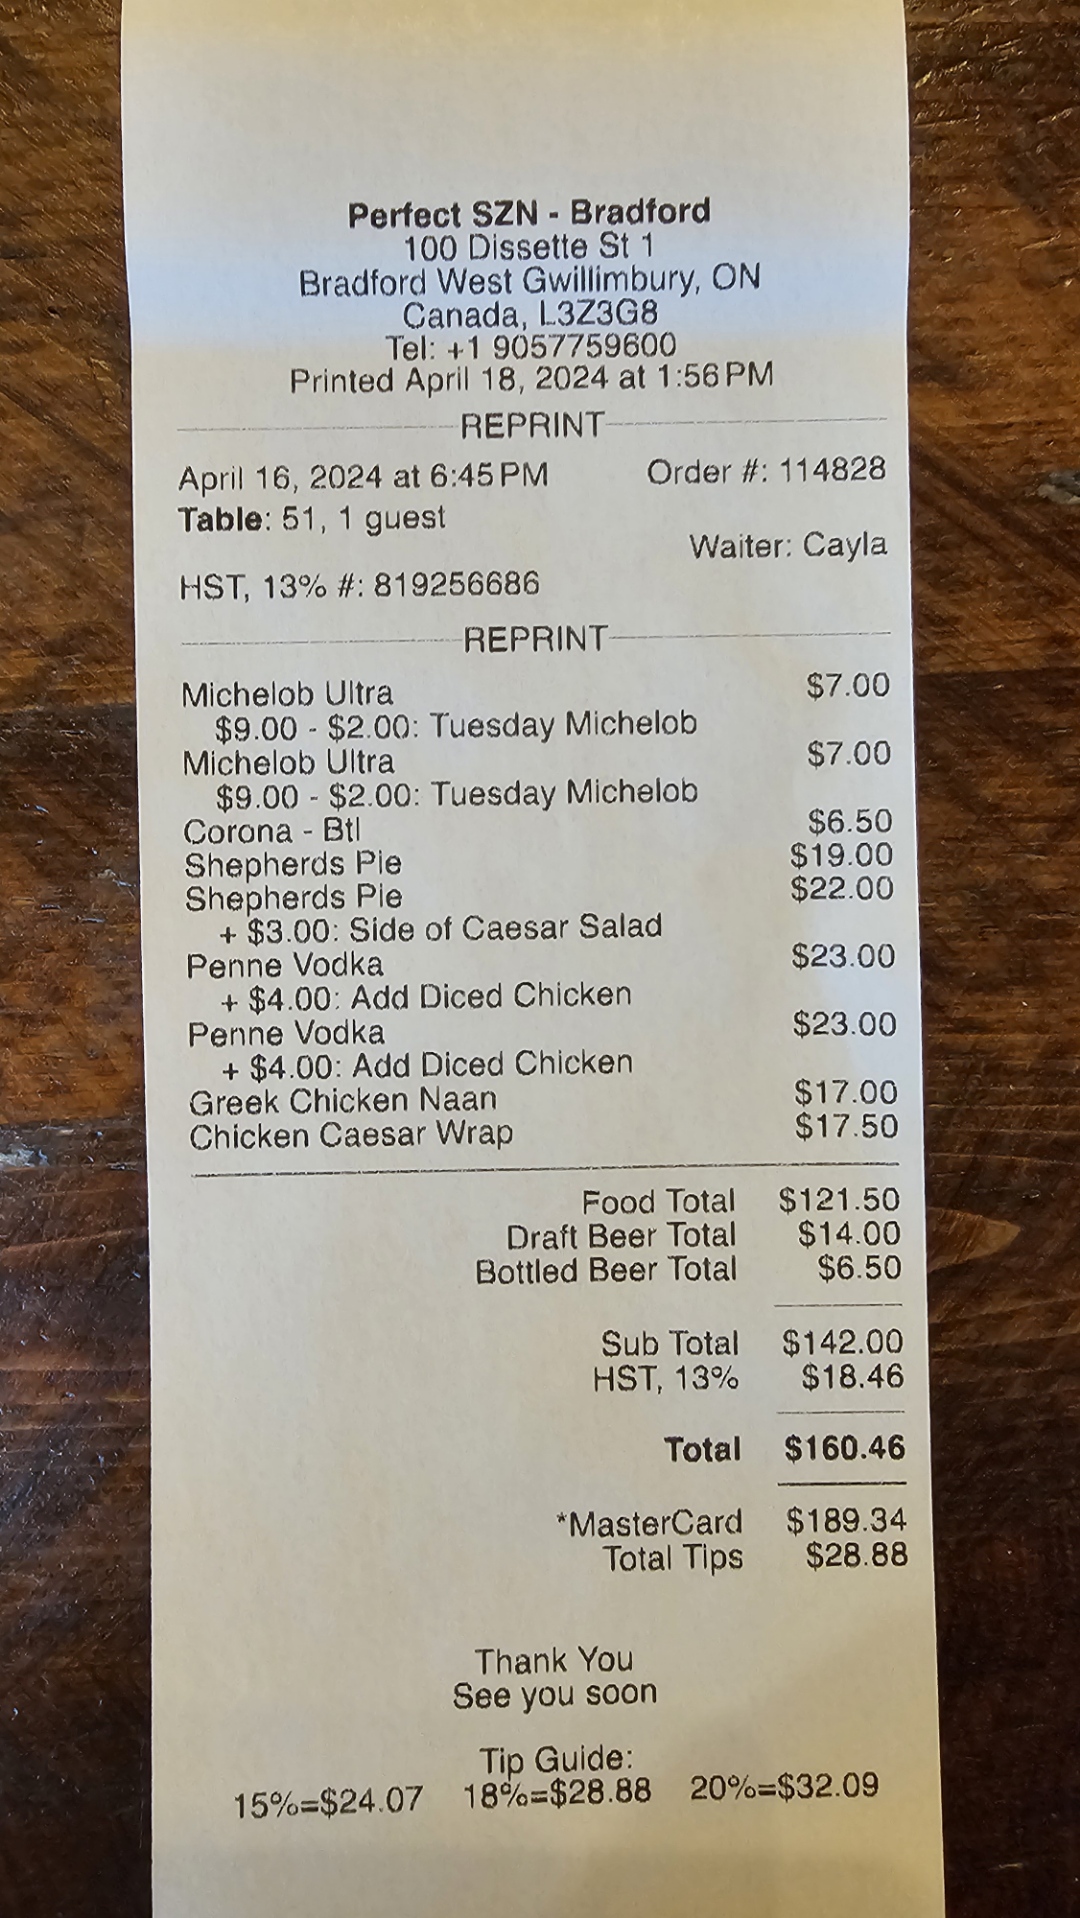 Perfect SZN - Bradford
100 Dissette St 1
Bradford West Gwillimbury, ON
Canada, L3Z3G8
Tel: +1 9057759600
Printed April 18, 2024 at 1:56 PM
REPRINT
April 16, 2024 at 6:45 PM Order #: 114828
Table: 51, 1 guest
Waiter: Cayla
HST, 13% #: 819256686
REPRINT
Michelob Ultra $7.00
$9.00 - $2.00: Tuesday Michelob
Michelob Ultra $7.00
$9.00 - $2.00: Tuesday Michelob
Corona - Btl $6.50
Shepherds Pie $19.00
Shepherds Pie $22.00
+ $3.00: Side of Caesar Salad
Penne Vodka $23.00
+ $4.00: Add Diced Chicken
Penne Vodka $23.00
+ $4.00: Add Diced Chicken
Greek Chicken Naan $17.00
Chicken Caesar Wrap $17.50
Food Total $121.50
Draft Beer Total $14.00
Bottled Beer Total $6.50
Sub Total $142.00
HST, 13% $18.46
Total $160.46
*MasterCard $189.34
Total Tips $28.88
Thank You
See you soon
Tip Guide:
15%=$24.07 18%=$28.88 20%=$32.09